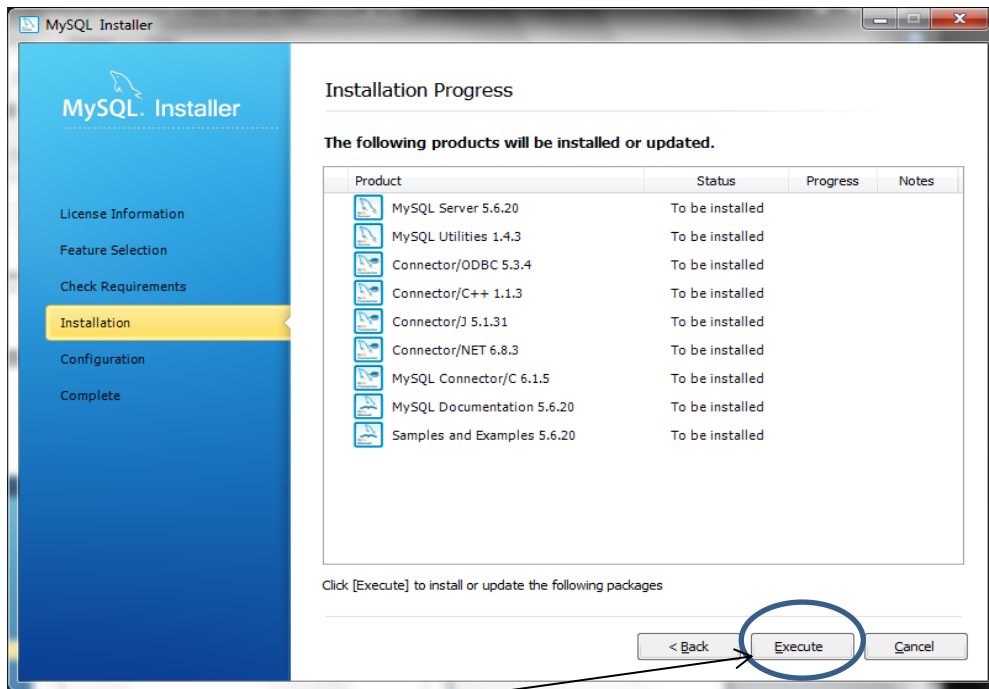 MySQL Installer
MySQL. Installer
License Information
Feature Selection
Check Requirements
Installation
Configuration
Complete
Installation Progress
The following products will be installed or updated.
Product Status Progress Notes
MySQL Server 5.6.20 To be installed
MySQL Utilities 1.4.3 To be installed
Connector/ODBC 5.3.4 To be installed
Connector/C++ 1.1.3 To be installed
Connector/J 5.1.31 To be installed
Connector/NET 6.8.3 To be installed
MySQL Connector/C 6.1.5 To be installed
MySQL Documentation 5.6.20 To be installed
Samples and Examples 5.6.20 To be installed
Click [Execute] to install or update the following packages
< Back Execute Cancel